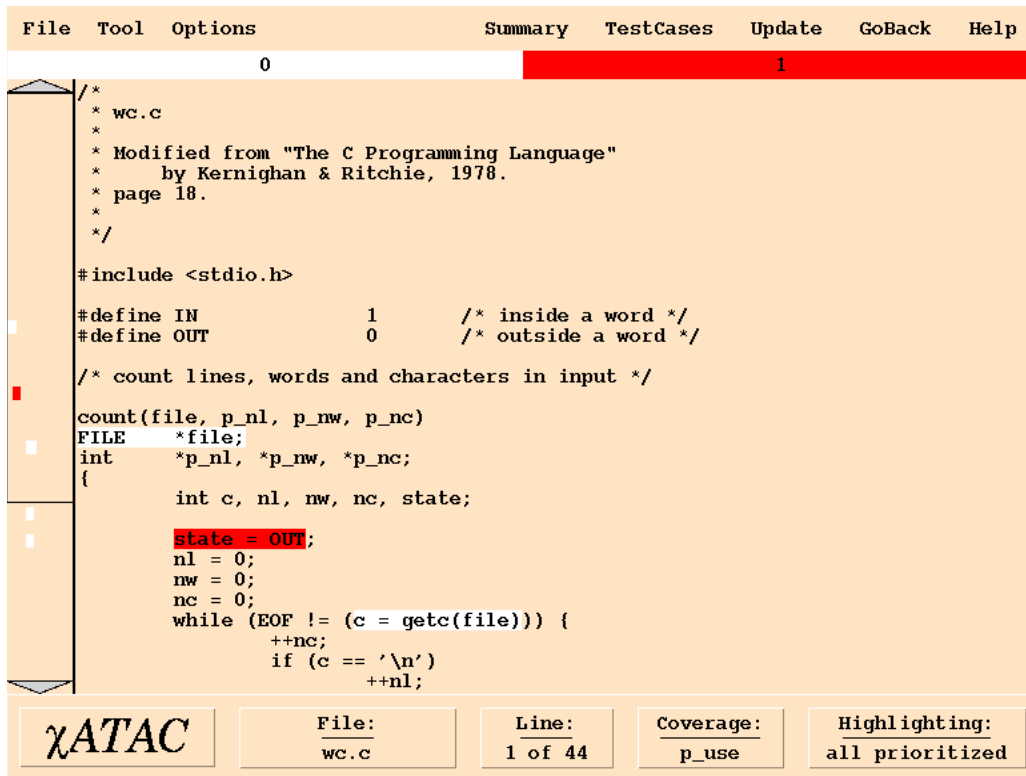 File Tool Options Summary TestCases Update GoBack Help
0 1
/*
 * wc.c
 *
 * Modified from "The C Programming Language"
 *     by Kernighan & Ritchie, 1978.
 * page 18.
 *
 */
#include <stdio.h>
#define IN              1       /* inside a word */
#define OUT             0       /* outside a word */
/* count lines, words and characters in input */
count(file, p_nl, p_nw, p_nc)
FILE    *file;
int     *p_nl, *p_nw, *p_nc;
{
        int c, nl, nw, nc, state;
        state = OUT;
        nl = 0;
        nw = 0;
        nc = 0;
        while (EOF != (c = getc(file))) {
                ++nc;
                if (c == '\n')
                        ++nl;
χATAC File: Line: Coverage: Highlighting:
wc.c 1 of 44 p_use all prioritized